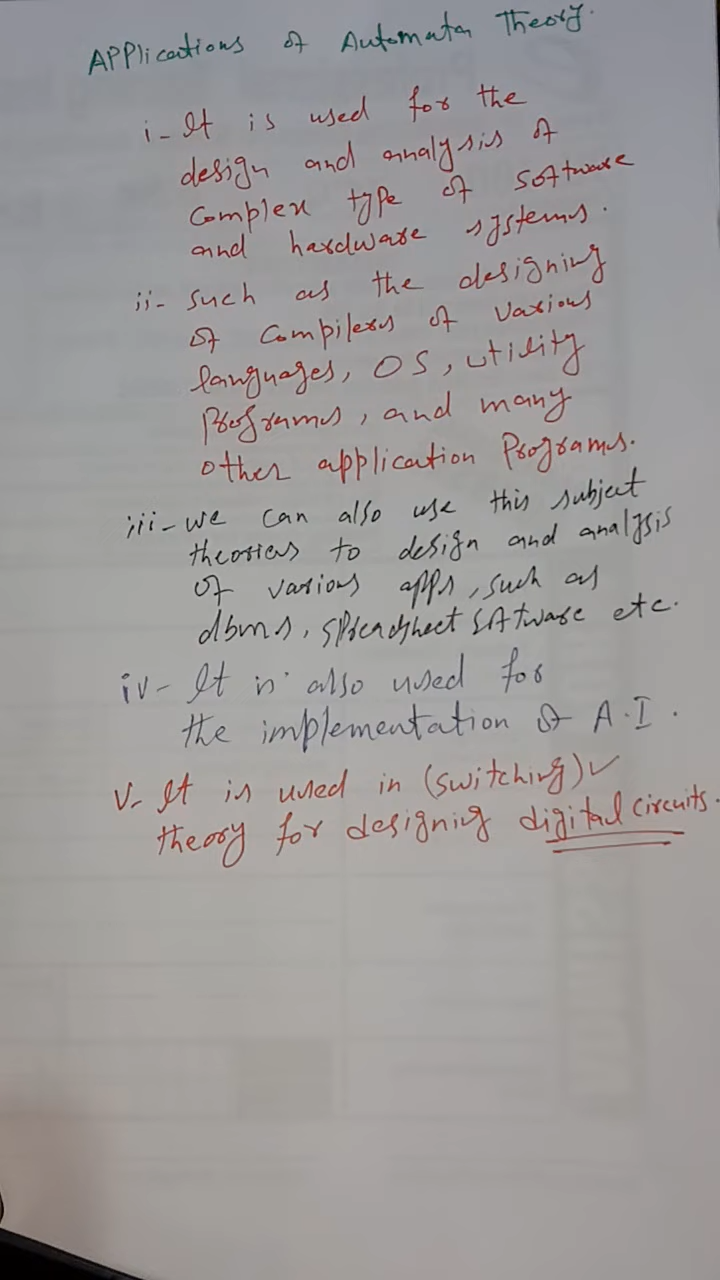 Applications of Automata Theory.
i- It is used for the
design and analysis of
complex type of software
and hardware systems.
ii- such as the designing
of compilers of various
languages, OS, utility
programs, and many
other application programs.
iii- we can also use this subject
theories to design and analysis
of various apps, such as
dbms, spreadsheet software etc.
iv- It is also used for
the implementation of A.I.
v- It is used in (switching)✓
theory for designing digital circuits.